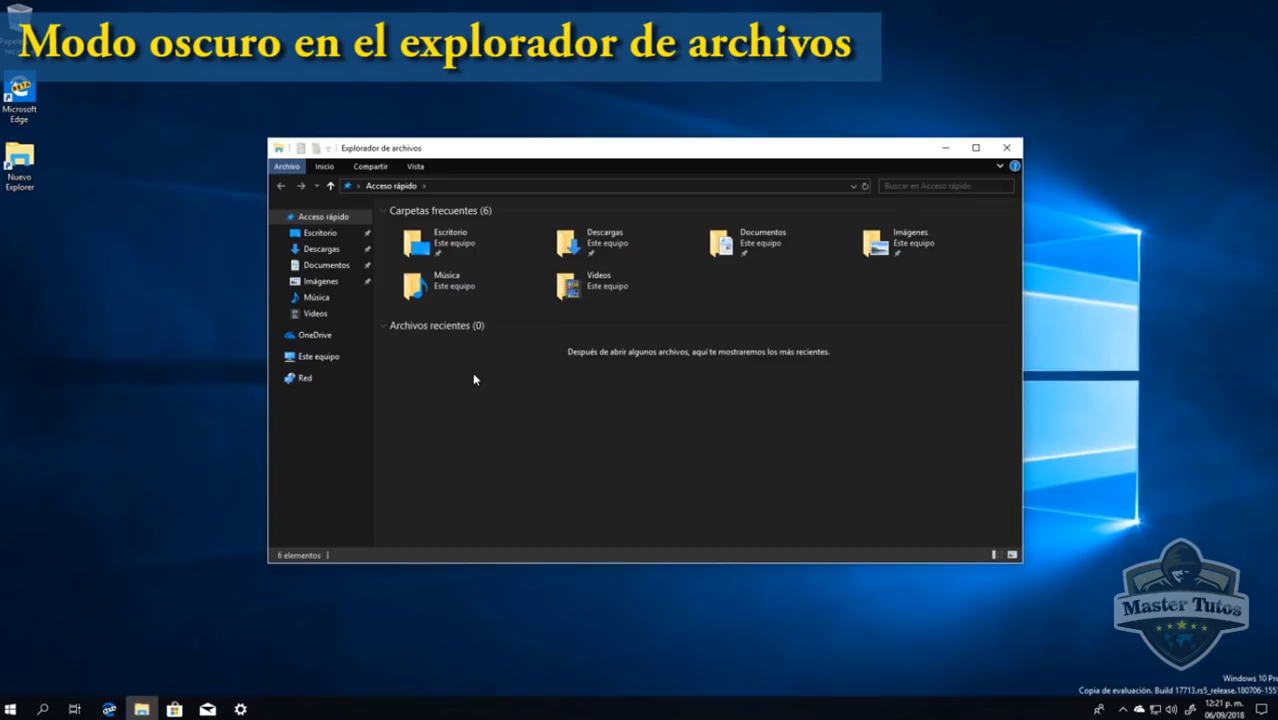 Modo oscuro en el explorador de archivos
Microsoft
Edge
Nuevo
Explorer
Explorador de archivos
Archivo Inicio Compartir Vista
Acceso rápido
Buscar en Acceso rápido
Acceso rápido
Escritorio
Descargas
Documentos
Imágenes
Música
Videos
OneDrive
Este equipo
Red
Carpetas frecuentes (6)
Escritorio
Este equipo
Descargas
Este equipo
Documentos
Este equipo
Imágenes
Este equipo
Música
Este equipo
Videos
Este equipo
Archivos recientes (0)
Después de abrir algunos archivos, aquí te mostraremos los más recientes.
6 elementos
Master Tutos
Windows 10 Pro
Copia de evaluación. Build 17713.rs5_release.180706-155
12:21 p. m.
06/09/2018